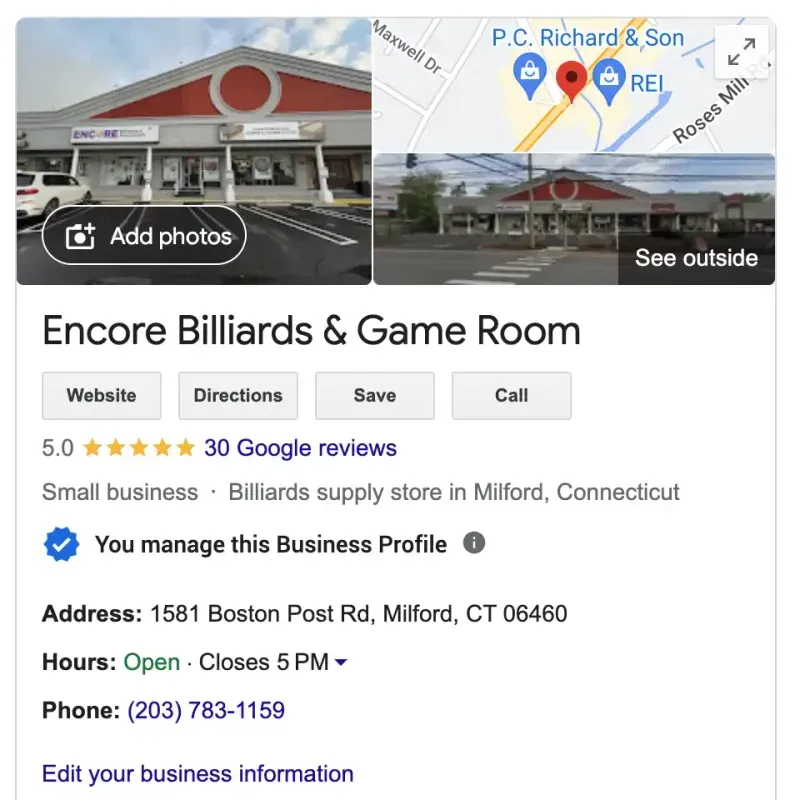 Maxwell Dr
P.C. Richard & Son
REI
Roses Mill Rd
ENCORE
Add photos
See outside
Encore Billiards & Game Room
Website
Directions
Save
Call
5.0
30 Google reviews
Small business · Billiards supply store in Milford, Connecticut
You manage this Business Profile
Address: 1581 Boston Post Rd, Milford, CT 06460
Hours: Open · Closes 5 PM
Phone: (203) 783-1159
Edit your business information